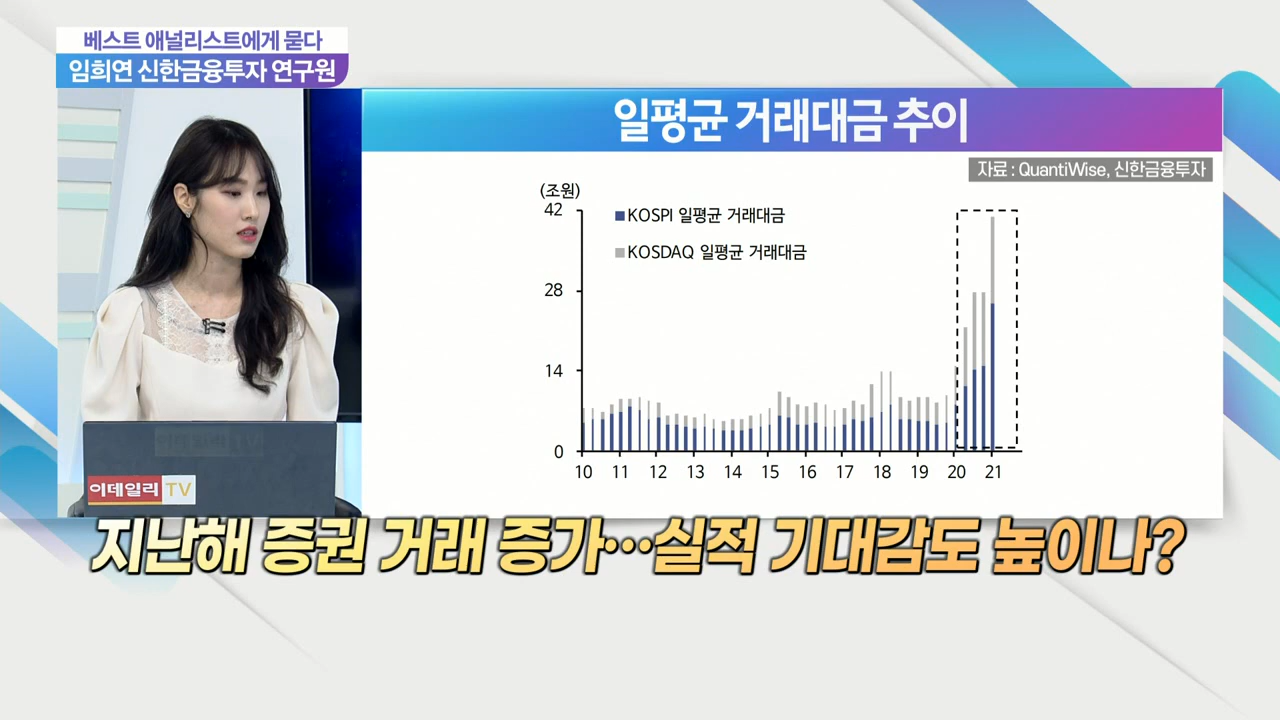 베스트 애널리스트에게 묻다
임희연 신한금융투자 연구원
일평균 거래대금 추이
자료 : QuantiWise, 신한금융투자
(조원)
42
28
14
0
KOSPI 일평균 거래대금
KOSDAQ 일평균 거래대금
10 11 12 13 14 15 16 17 18 19 20 21
이데일리 TV
지난해 증권 거래 증가…실적 기대감도 높이나?